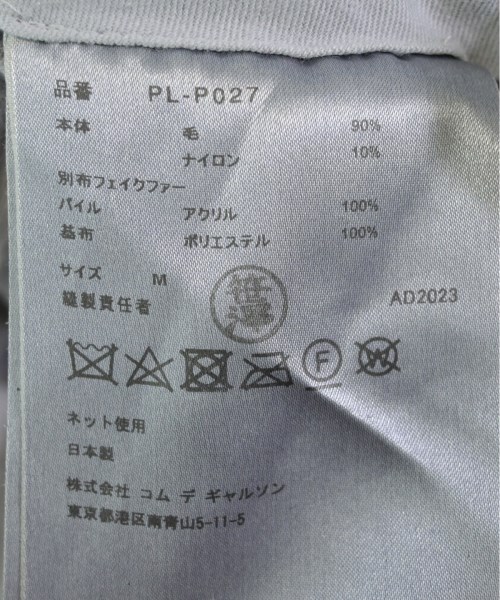 品番 PL-P027
本体 毛 90%
ナイロン 10%
別布フェイクファー
パイル アクリル 100%
基布 ポリエステル 100%
サイズ M
縫製責任者 笹澤 AD2023
F W
ネット使用
日本製
株式会社 コム デ ギャルソン
東京都港区南青山5-11-5